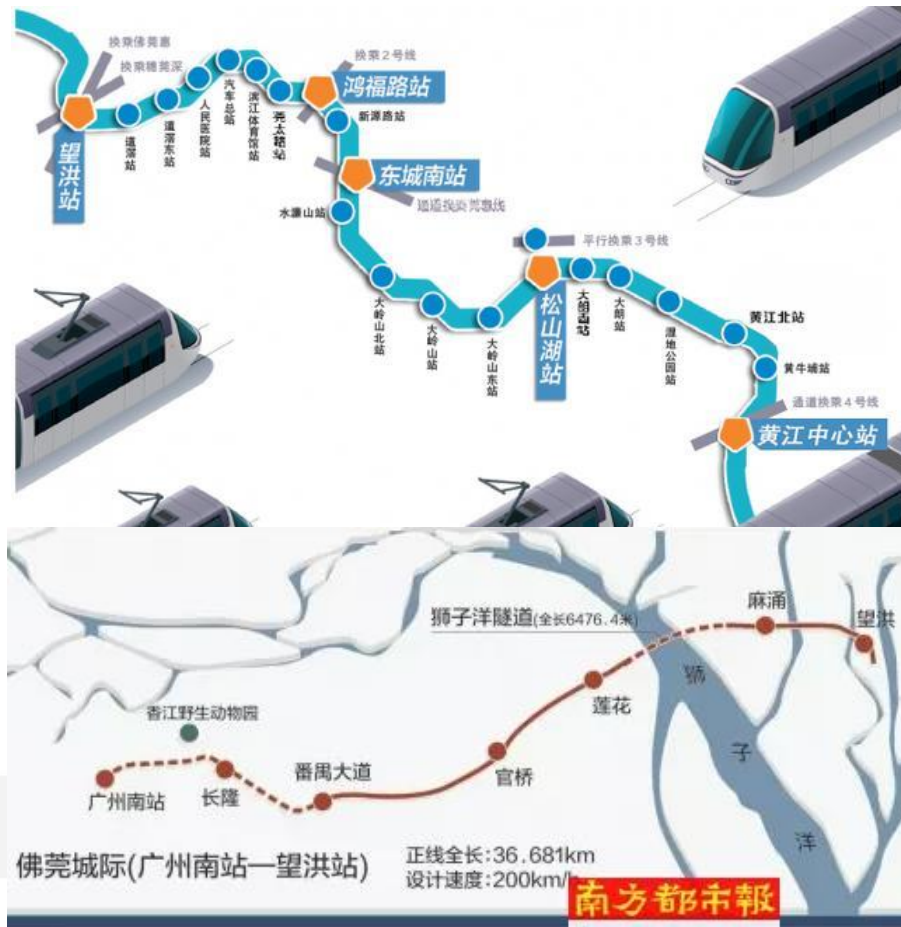 换乘佛莞惠
换乘穗莞深
望洪站
道滘站
道滘东站
人民医院站
汽车总站
滨江体育馆站
莞太路站
换乘2号线
鸿福路站
新源路站
东城南站
通道换乘莞惠线
水濂山站
大岭山北站
大岭山站
大岭山东站
平行换乘3号线
松山湖站
大朗西站
大朗站
湿地公园站
黄江北站
黄牛埔站
通道换乘4号线
黄江中心站
狮子洋隧道(全长6476.4米)
麻涌
望洪
狮子洋
莲花
香江野生动物园
官桥
番禺大道
广州南站
长隆
佛莞城际(广州南站—望洪站)
正线全长:36.681km
设计速度:200km/h
南方都市報